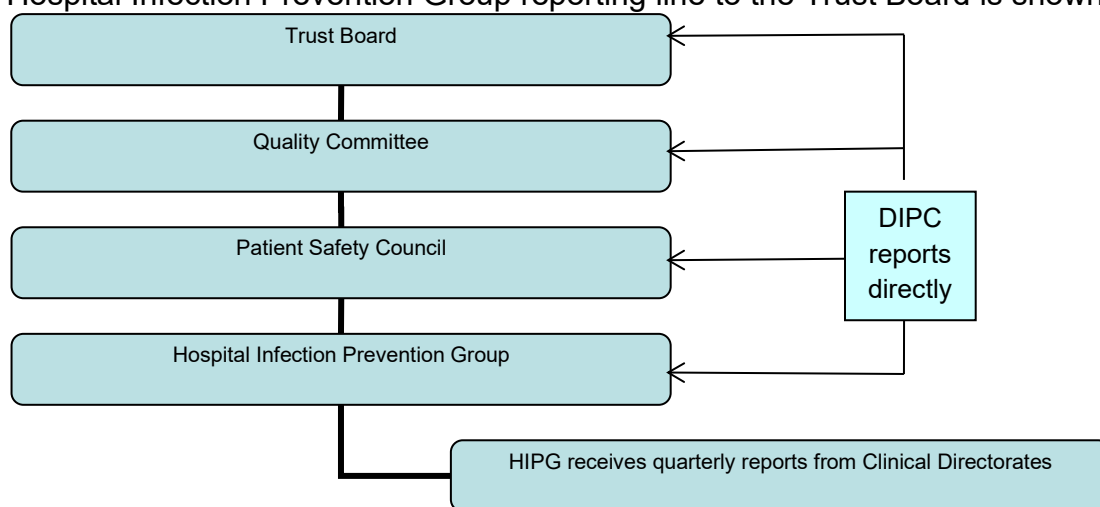 Hospital Infection Prevention Group reporting line to the Trust Board is shown
Trust Board
Quality Committee
Patient Safety Council
Hospital Infection Prevention Group
HIPG receives quarterly reports from Clinical Directorates
DIPC
reports
directly